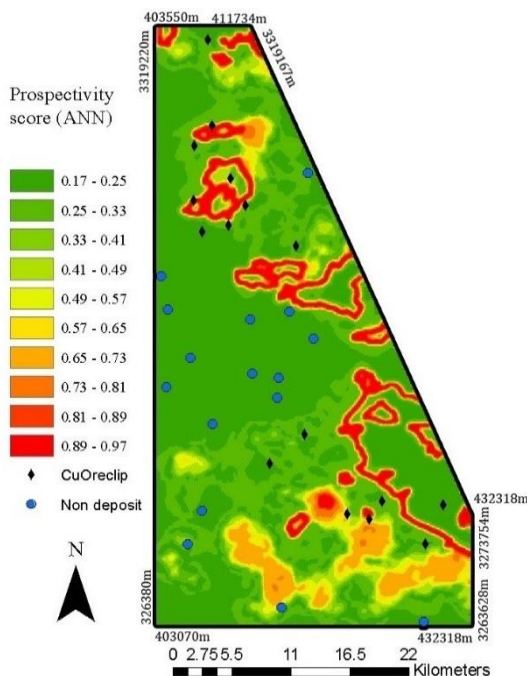 403550m 411734m
3319220m
3319167m
Prospectivity
score (ANN)
0.17 - 0.25
0.25 - 0.33
0.33 - 0.41
0.41 - 0.49
0.49 - 0.57
0.57 - 0.65
0.65 - 0.73
0.73 - 0.81
0.81 - 0.89
0.89 - 0.97
CuOreclip
Non deposit
N
432318m
3273754m
326380m
3263628m
403070m
432318m
0 2.75 5.5 11 16.5 22
Kilometers